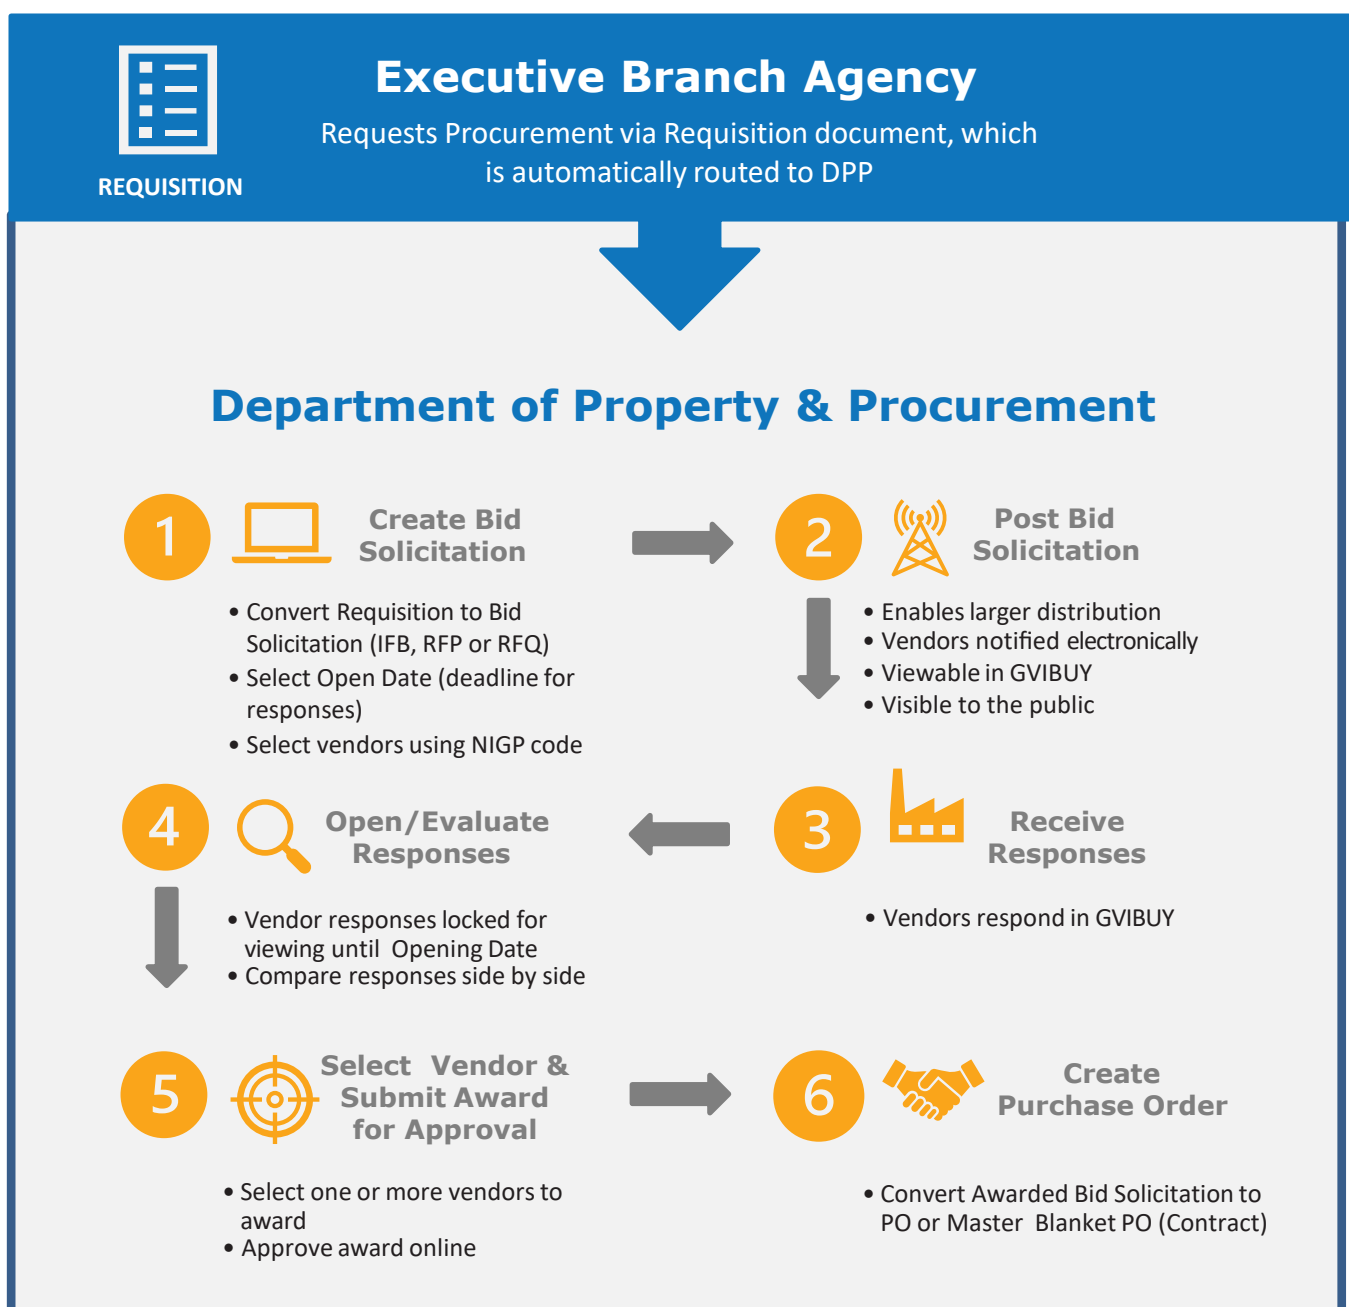 Executive Branch Agency
Requests Procurement via Requisition document, which
is automatically routed to DPP
REQUISITION
Department of Property & Procurement
1
Create Bid
Solicitation
• Convert Requisition to Bid
Solicitation (IFB, RFP or RFQ)
• Select Open Date (deadline for
responses)
• Select vendors using NIGP code
2
Post Bid
Solicitation
• Enables larger distribution
• Vendors notified electronically
• Viewable in GVIBUY
• Visible to the public
3
Receive
Responses
• Vendors respond in GVIBUY
4
Open/Evaluate
Responses
• Vendor responses locked for
viewing until Opening Date
• Compare responses side by side
5
Select Vendor &
Submit Award
for Approval
• Select one or more vendors to
award
• Approve award online
6
Create
Purchase Order
• Convert Awarded Bid Solicitation to
PO or Master Blanket PO (Contract)